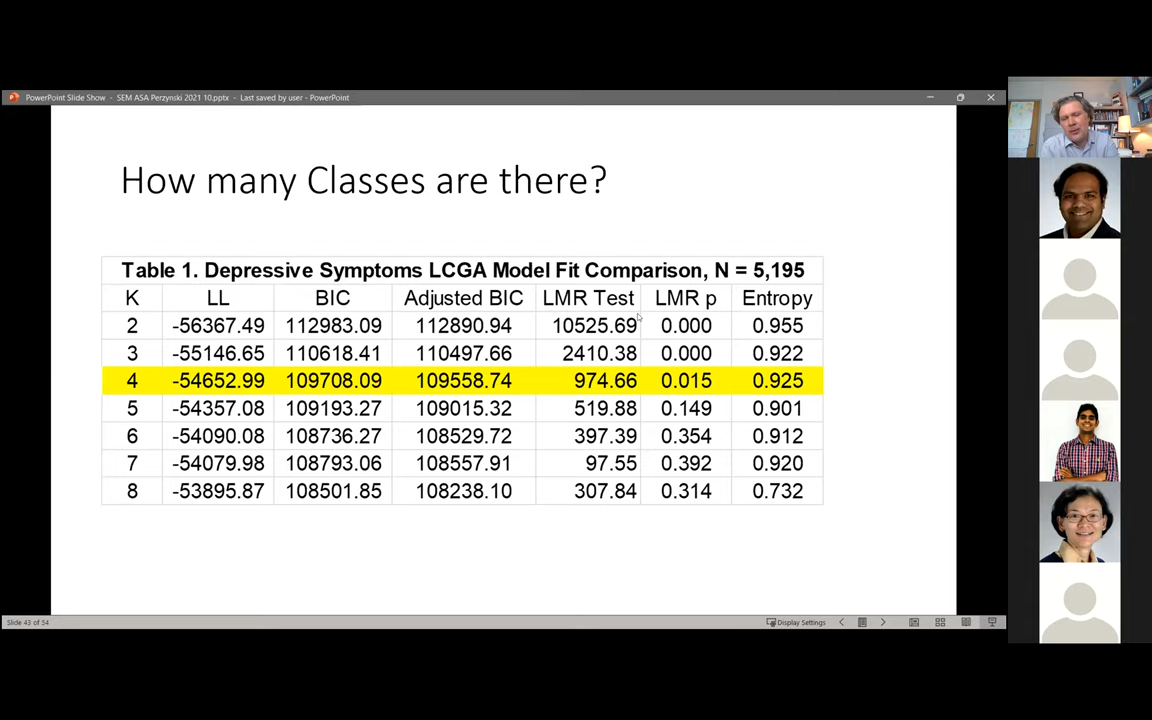 PowerPoint Slide Show - SEM ASA Perzynski 2021 10.pptx - Last saved by user - PowerPoint
How many Classes are there?
Table 1. Depressive Symptoms LCGA Model Fit Comparison, N = 5,195
K LL BIC Adjusted BIC LMR Test LMR p Entropy
2 -56367.49 112983.09 112890.94 10525.69 0.000 0.955
3 -55146.65 110618.41 110497.66 2410.38 0.000 0.922
4 -54652.99 109708.09 109558.74 974.66 0.015 0.925
5 -54357.08 109193.27 109015.32 519.88 0.149 0.901
6 -54090.08 108736.27 108529.72 397.39 0.354 0.912
7 -54079.98 108793.06 108557.91 97.55 0.392 0.920
8 -53895.87 108501.85 108238.10 307.84 0.314 0.732
Slide 43 of 54 Display Settings